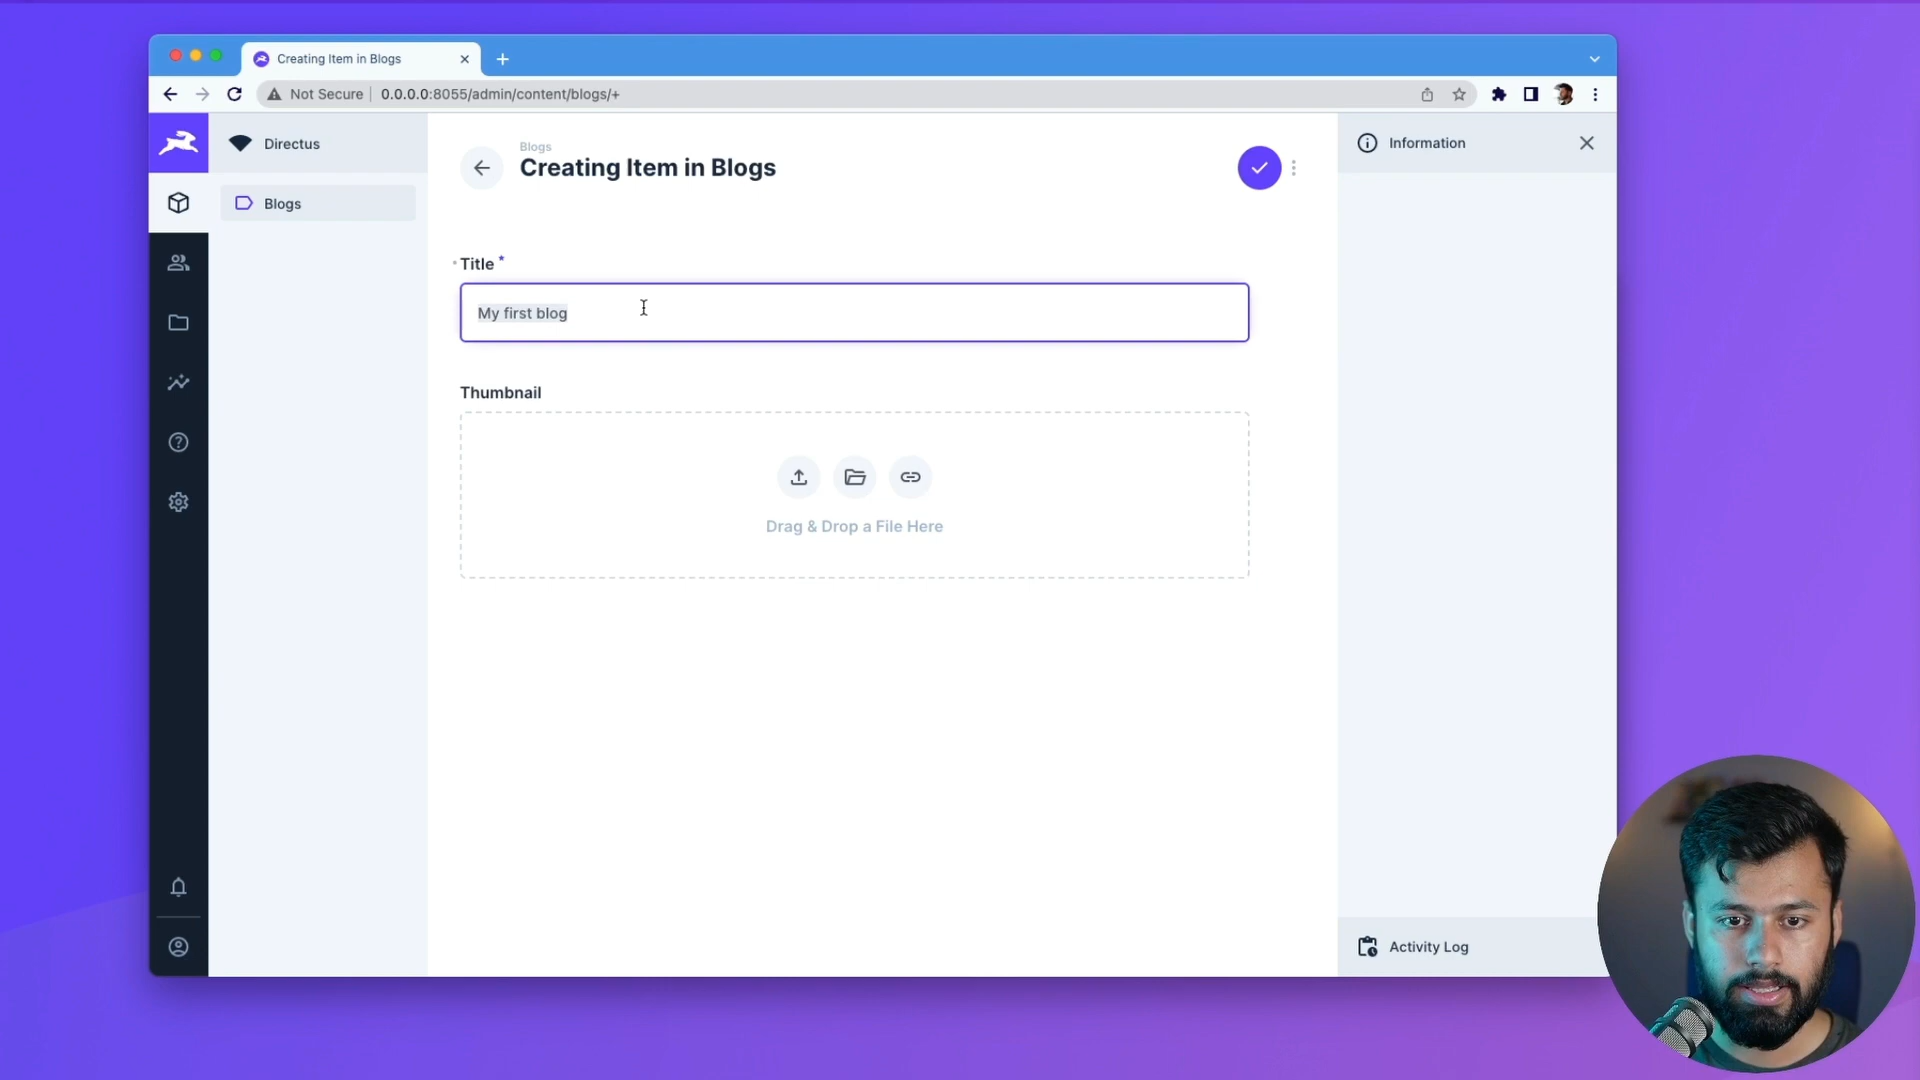 Creating Item in Blogs
Not Secure
0.0.0.0:8055/admin/content/blogs/+
Directus
Blogs
Blogs
Creating Item in Blogs
Information
Title *
My first blog
Thumbnail
Drag & Drop a File Here
Activity Log